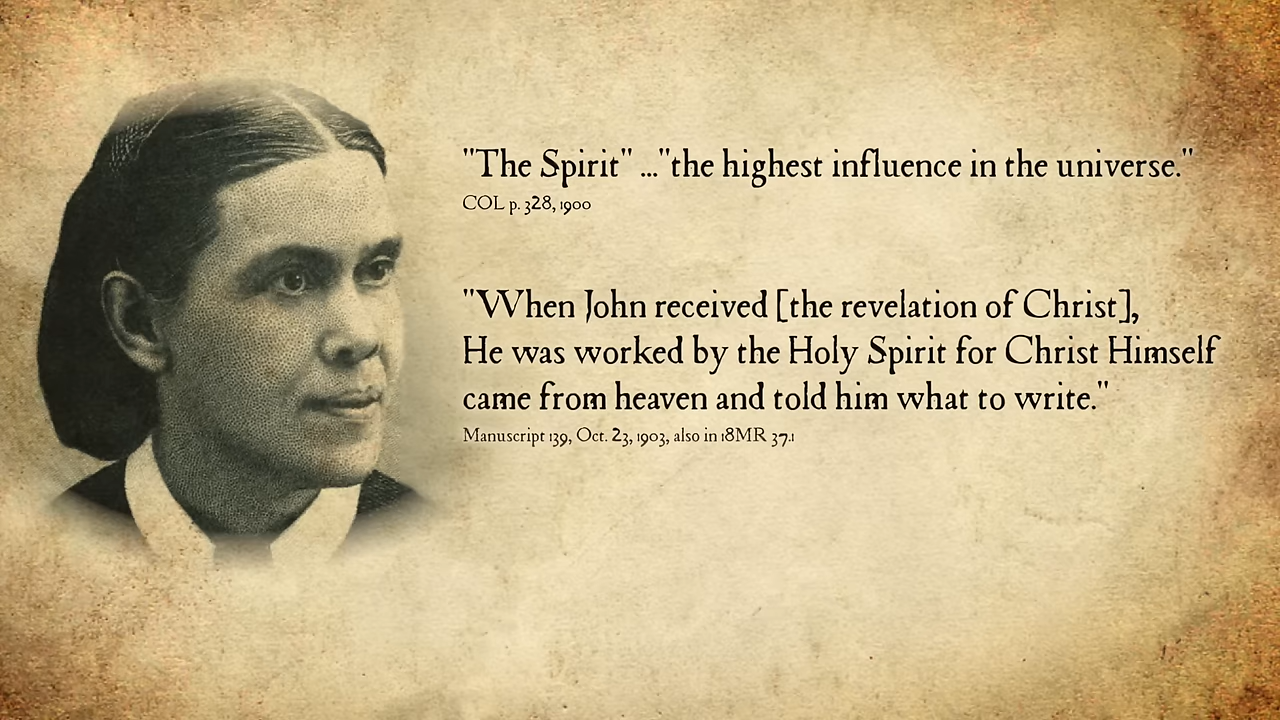 "The Spirit" ... "the highest influence in the universe."
COL p. 328, 1900
"When John received [the revelation of Christ],
He was worked by the Holy Spirit for Christ Himself
came from heaven and told him what to write."
Manuscript 139, Oct. 23, 1903, also in 18MR 37.1